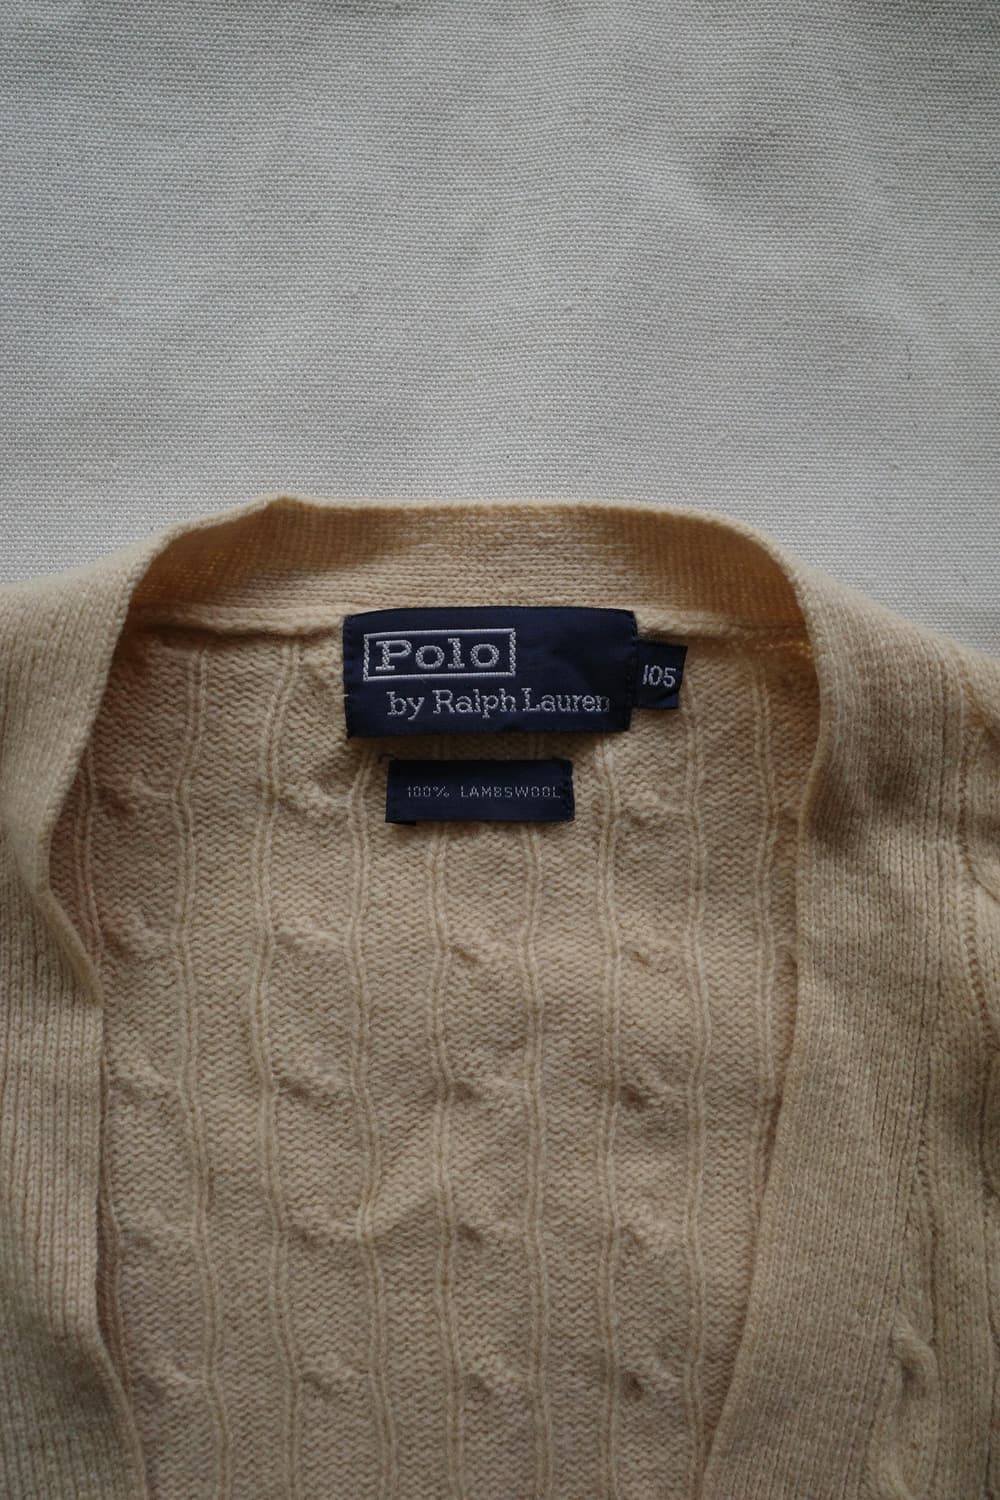 Polo
by Ralph Lauren
105
100% LAMBSWOOL